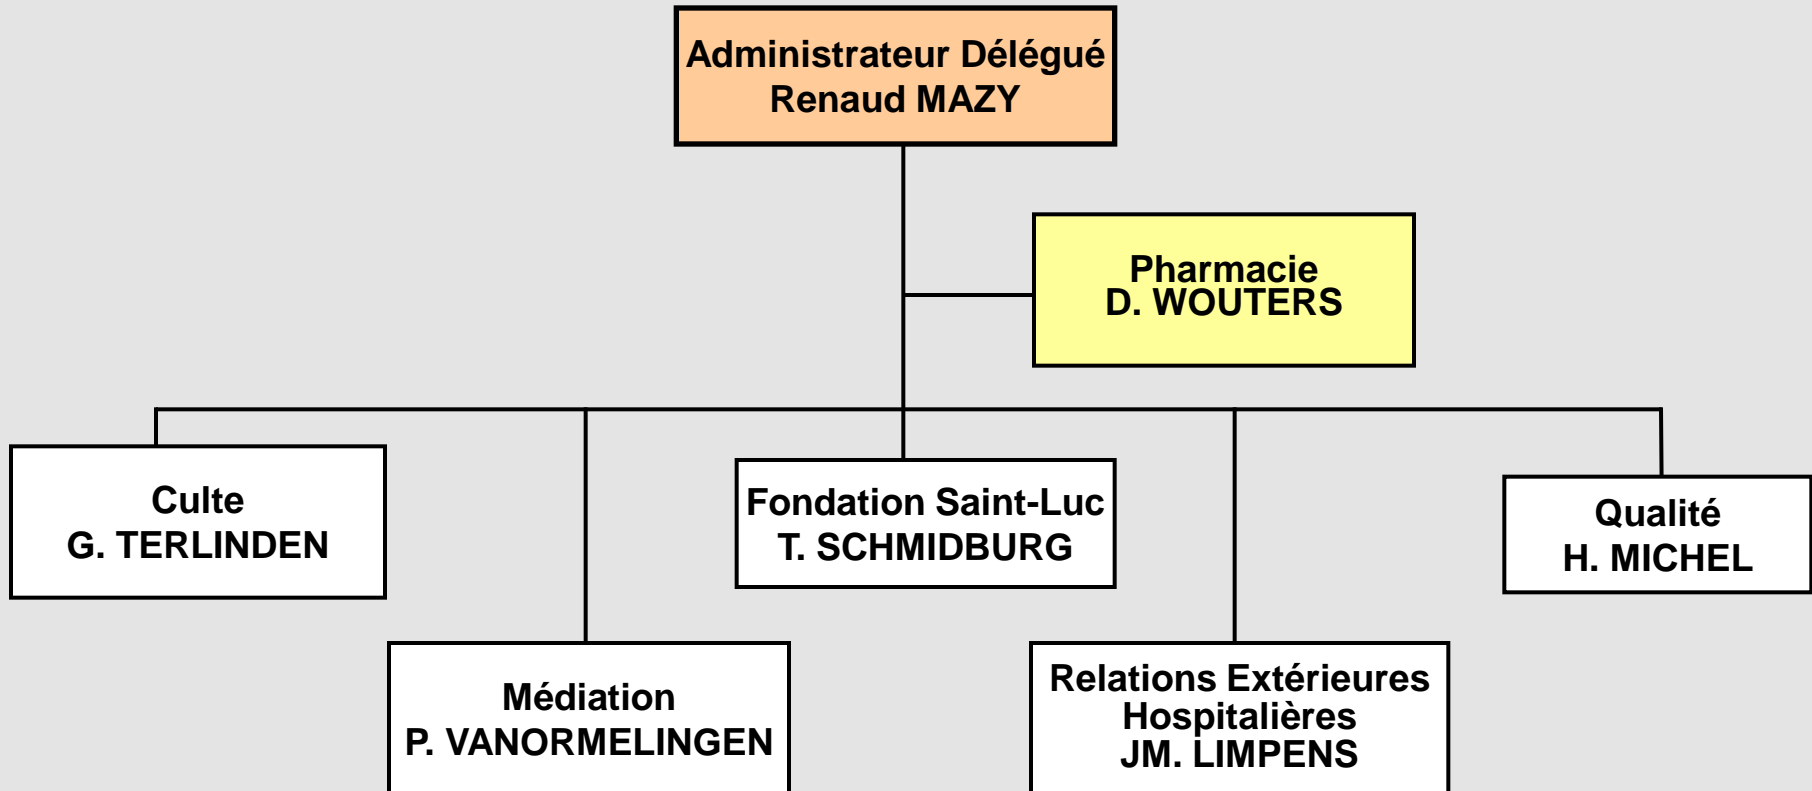 Administrateur Délégué
Renaud MAZY
Pharmacie
D. WOUTERS
Culte
G. TERLINDEN
Fondation Saint-Luc
T. SCHMIDBURG
Qualité
H. MICHEL
Médiation
P. VANORMELINGEN
Relations Extérieures
Hospitalières
JM. LIMPENS